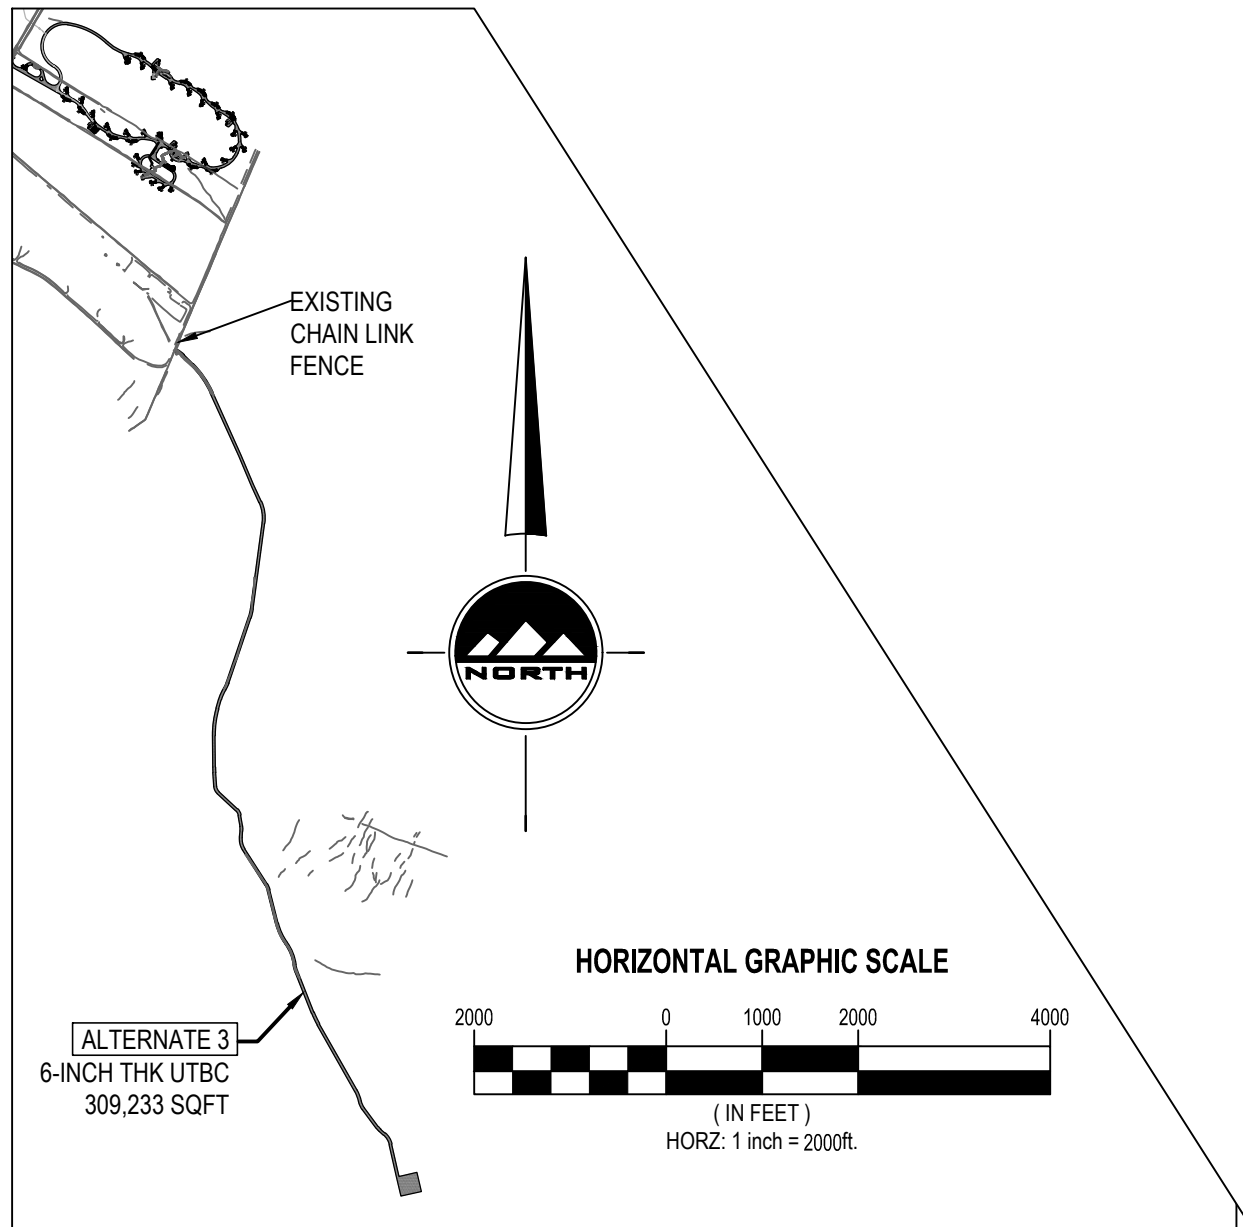 EXISTING
CHAIN LINK
FENCE
NORTH
HORIZONTAL GRAPHIC SCALE
2000 0 1000 2000 4000
( IN FEET )
HORZ: 1 inch = 2000ft.
ALTERNATE 3
6-INCH THK UTBC
309,233 SQFT